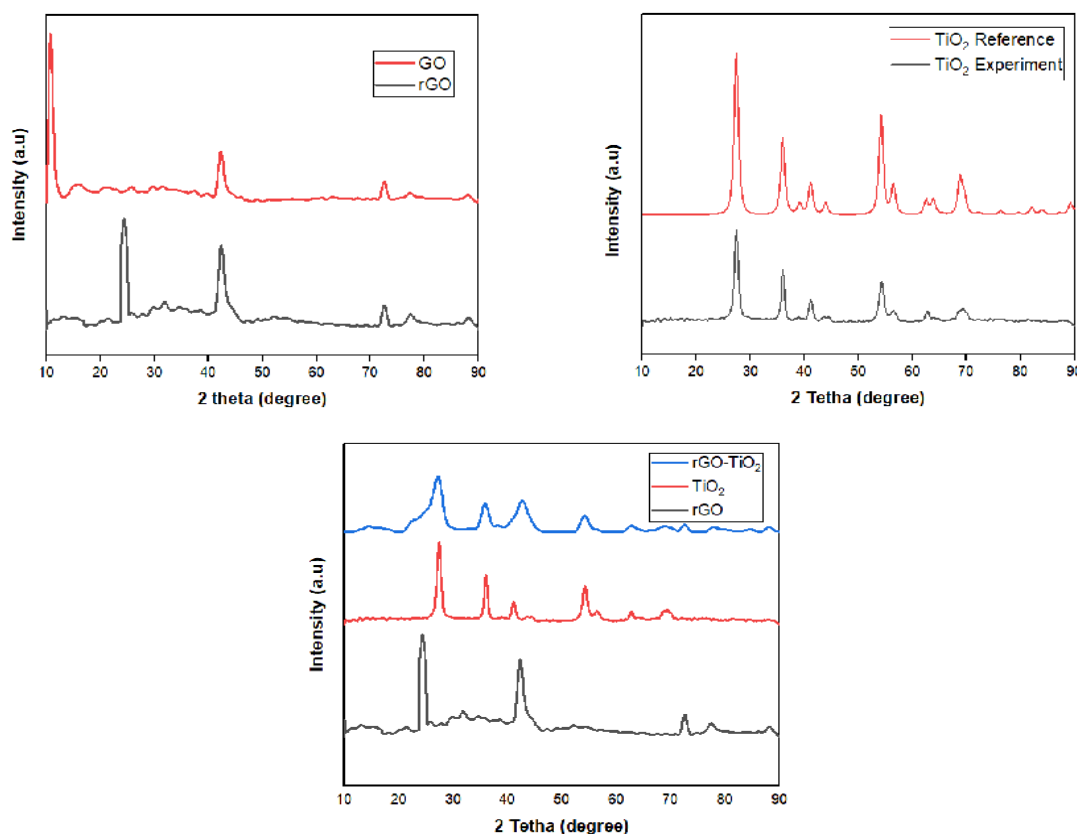 GO
rGO
Intensity (a.u)
10 20 30 40 50 60 70 80 90
2 theta (degree)
TiO₂ Reference
TiO₂ Experiment
Intensity (a.u)
10 20 30 40 50 60 70 80 90
2 Tetha (degree)
rGO-TiO₂
TiO₂
rGO
Intensity (a.u)
10 20 30 40 50 60 70 80 90
2 Tetha (degree)